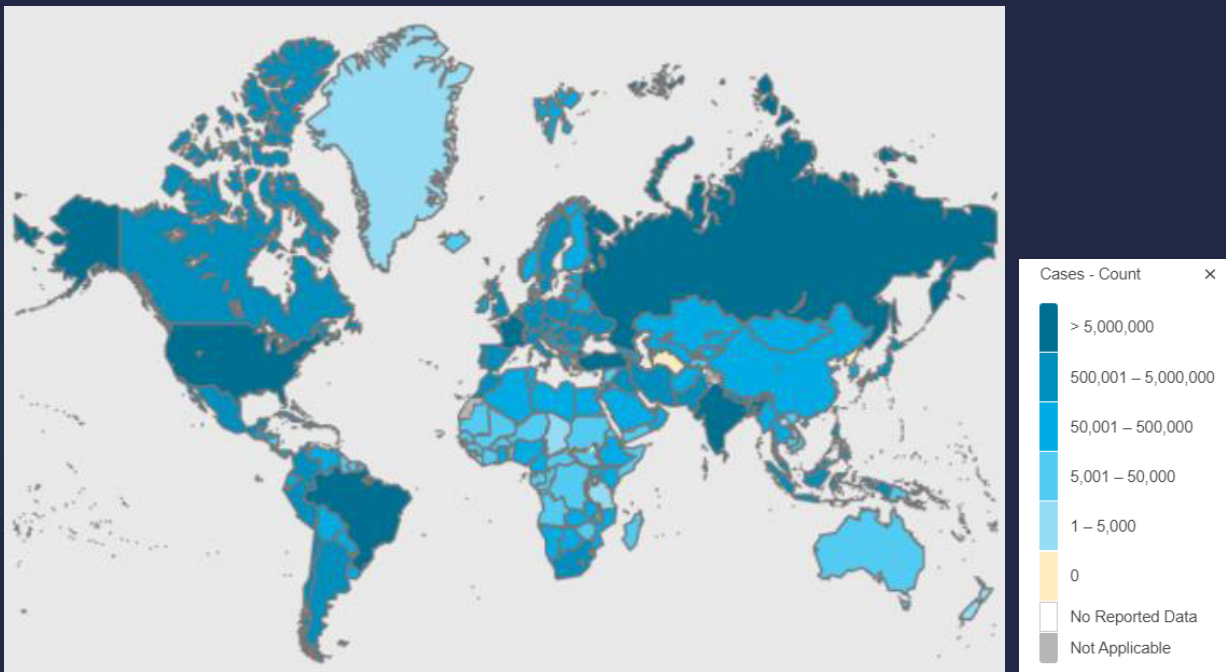 Cases - Count ×
> 5,000,000
500,001 – 5,000,000
50,001 – 500,000
5,001 – 50,000
1 – 5,000
0
No Reported Data
Not Applicable